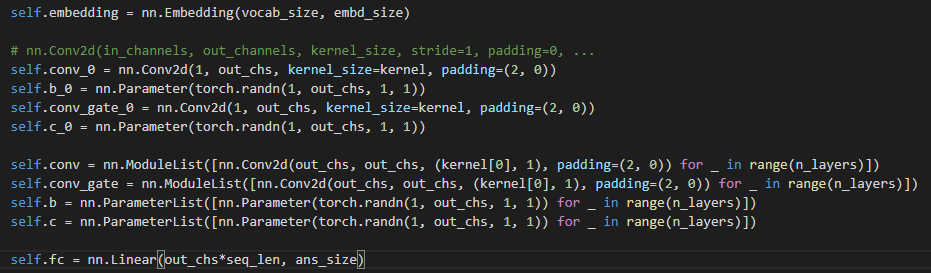 self.embedding = nn.Embedding(vocab_size, embd_size)
# nn.Conv2d(in_channels, out_channels, kernel_size, stride=1, padding=0, ...
self.conv_0 = nn.Conv2d(1, out_chs, kernel_size=kernel, padding=(2, 0))
self.b_0 = nn.Parameter(torch.randn(1, out_chs, 1, 1))
self.conv_gate_0 = nn.Conv2d(1, out_chs, kernel_size=kernel, padding=(2, 0))
self.c_0 = nn.Parameter(torch.randn(1, out_chs, 1, 1))
self.conv = nn.ModuleList([nn.Conv2d(out_chs, out_chs, (kernel[0], 1), padding=(2, 0)) for _ in range(n_layers)])
self.conv_gate = nn.ModuleList([nn.Conv2d(out_chs, out_chs, (kernel[0], 1), padding=(2, 0)) for _ in range(n_layers)])
self.b = nn.ParameterList([nn.Parameter(torch.randn(1, out_chs, 1, 1)) for _ in range(n_layers)])
self.c = nn.ParameterList([nn.Parameter(torch.randn(1, out_chs, 1, 1)) for _ in range(n_layers)])
self.fc = nn.Linear(out_chs*seq_len, ans_size)